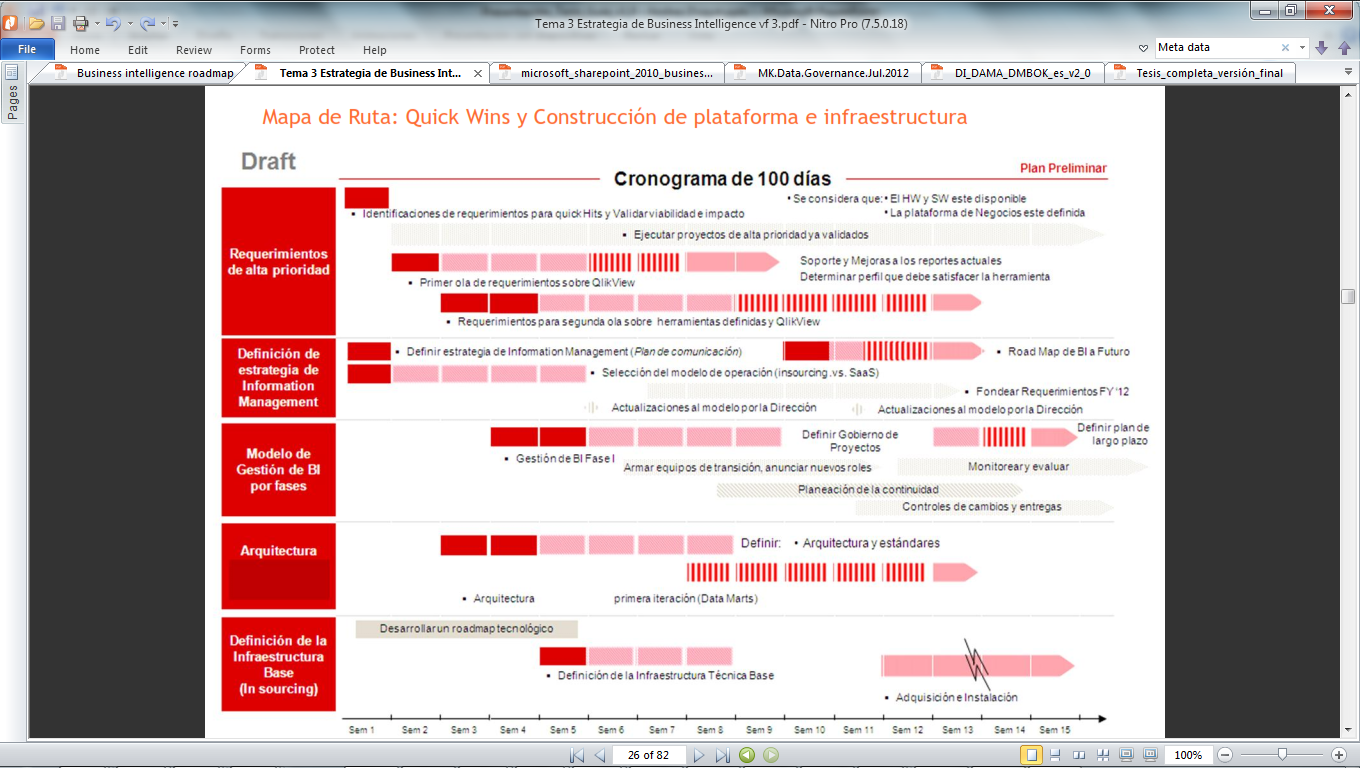 Tema 3 Estrategia de Business Intelligence vf 3.pdf - Nitro Pro (7.5.0.18)
File Home Edit Review Forms Protect Help
Meta data
Business intelligence roadmap
Tema 3 Estrategia de Business Int...
microsoft_sharepoint_2010_busines...
MK.Data.Governance.Jul.2012
DI_DAMA_DMBOK_es_v2_0
Tesis_completa_versión_final
Pages
Mapa de Ruta: Quick Wins y Construcción de plataforma e infraestructura
Draft
Plan Preliminar
Cronograma de 100 días
Requerimientos
de alta prioridad
• Se considera que: • El HW y SW este disponible
• La plataforma de Negocios este definida
▪ Identificaciones de requerimientos para quick Hits y Validar viabilidad e impacto
• Ejecutar proyectos de alta prioridad ya validados
Soporte y Mejoras a los reportes actuales
Determinar perfil que debe satisfacer la herramienta
• Primer ola de requerimientos sobre QlikView
• Requerimientos para segunda ola sobre herramientas definidas y QlikView
Definición de
estrategia de
Information
Management
• Definir estrategia de Information Management (Plan de comunicación)
• Road Map de BI a Futuro
• Selección del modelo de operación (insourcing .vs. SaaS)
• Fondear Requerimientos FY '12
Actualizaciones al modelo por la Dirección
Actualizaciones al modelo por la Dirección
Modelo de
Gestión de BI
por fases
Definir Gobierno de
Proyectos
Definir plan de
largo plazo
• Gestión de BI Fase I
Armar equipos de transición, anunciar nuevos roles
Monitorear y evaluar
Planeación de la continuidad
Controles de cambios y entregas
Arquitectura
Definir: • Arquitectura y estándares
• Arquitectura primera iteración (Data Marts)
Definición de la
Infraestructura
Base
(In sourcing)
Desarrollar un roadmap tecnológico
• Definición de la Infraestructura Técnica Base
▪ Adquisición e Instalación
Sem 1 Sem 2 Sem 3 Sem 4 Sem 5 Sem 6 Sem 7 Sem 8 Sem 9 Sem 10 Sem 11 Sem 12 Sem 13 Sem 14 Sem 15
26 of 82
100%